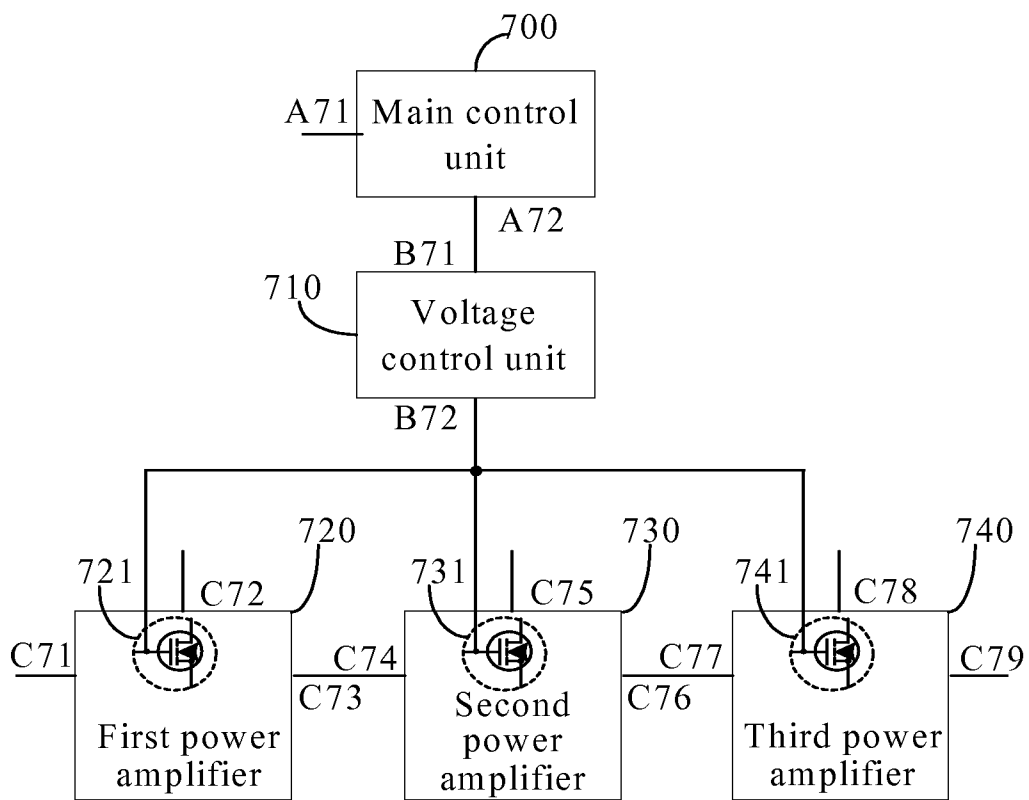 700
A71
Main control
unit
A72
B71
710
Voltage
control unit
B72
720
730
740
721
C72
731
C75
741
C78
C71
C74
C77
C79
C73
C76
First power
amplifier
Second
power
amplifier
Third power
amplifier